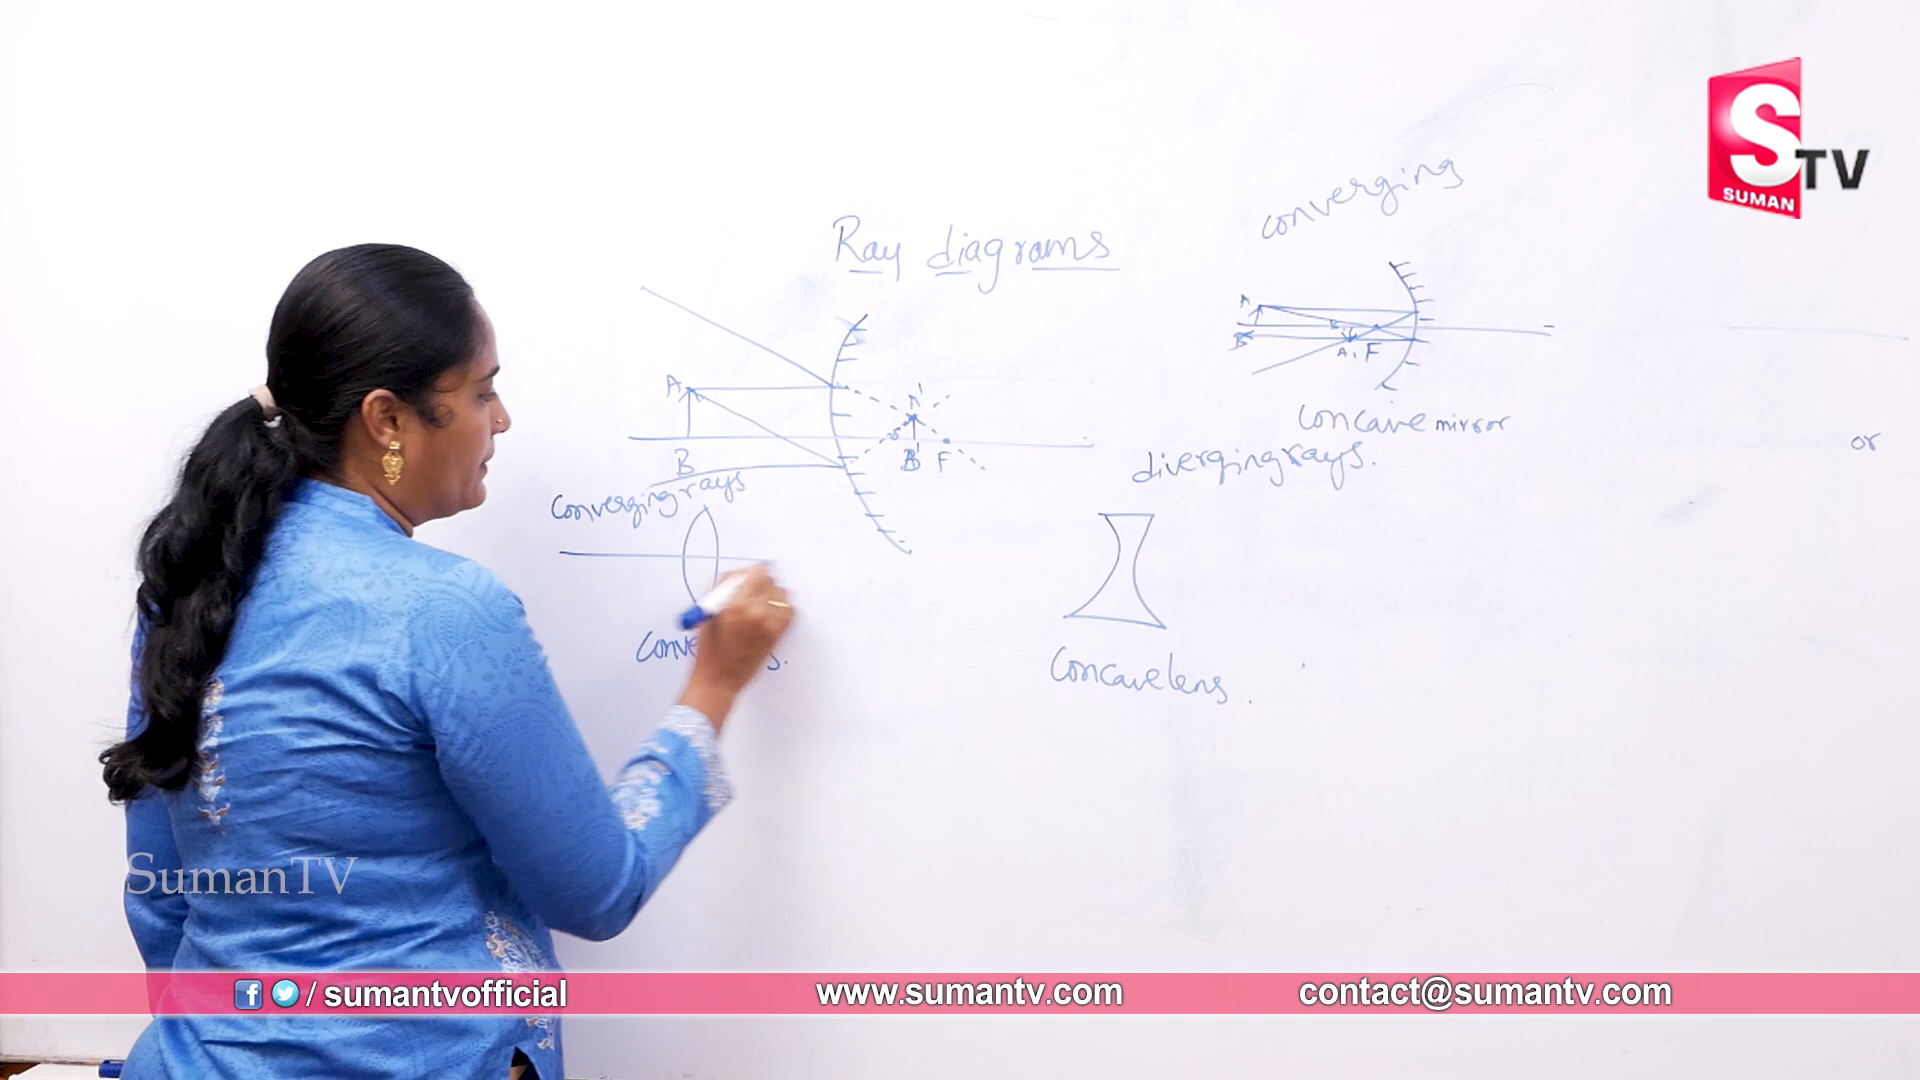 S TV
SUMAN
converging
Ray diagrams
A
B
A
B
A1 F
B F
concave mirror
or
diverging rays.
Converging rays
Concave lens.
SumanTV
/ sumantvofficial
www.sumantv.com
contact@sumantv.com